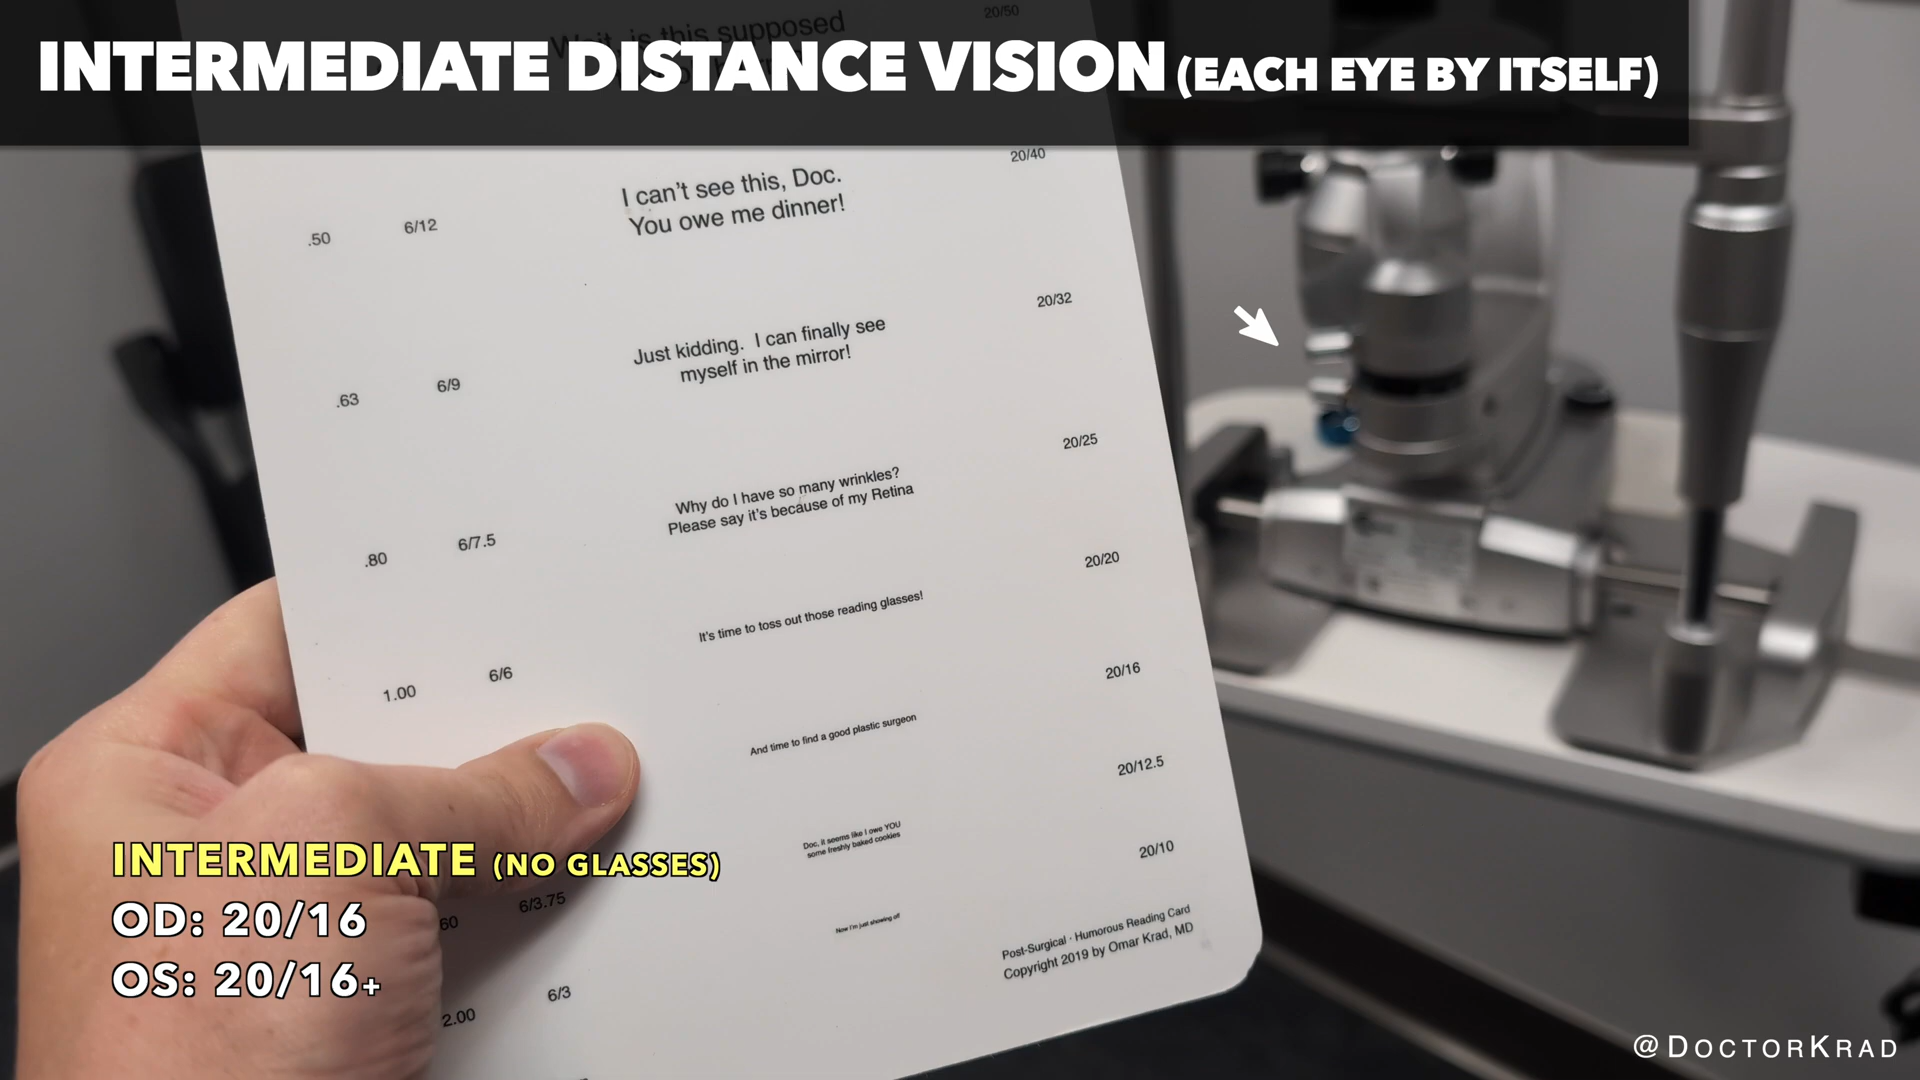 20/50
Wait, is this supposed
INTERMEDIATE DISTANCE VISION (EACH EYE BY ITSELF)
20/40
I can't see this, Doc.
You owe me dinner!
.50 6/12
20/32
Just kidding. I can finally see
myself in the mirror!
.63 6/9
20/25
Why do I have so many wrinkles?
Please say it's because of my Retina
.80 6/7.5
20/20
It's time to toss out those reading glasses!
1.00 6/6
20/16
And time to find a good plastic surgeon
20/12.5
Doc, it seems like I owe YOU
some freshly baked cookies
60 6/3.75
20/10
Now I'm just showing off
Post-Surgical · Humorous Reading Card
Copyright 2019 by Omar Krad, MD
2.00 6/3
INTERMEDIATE (NO GLASSES)
OD: 20/16
OS: 20/16+
@DOCTORKRAD